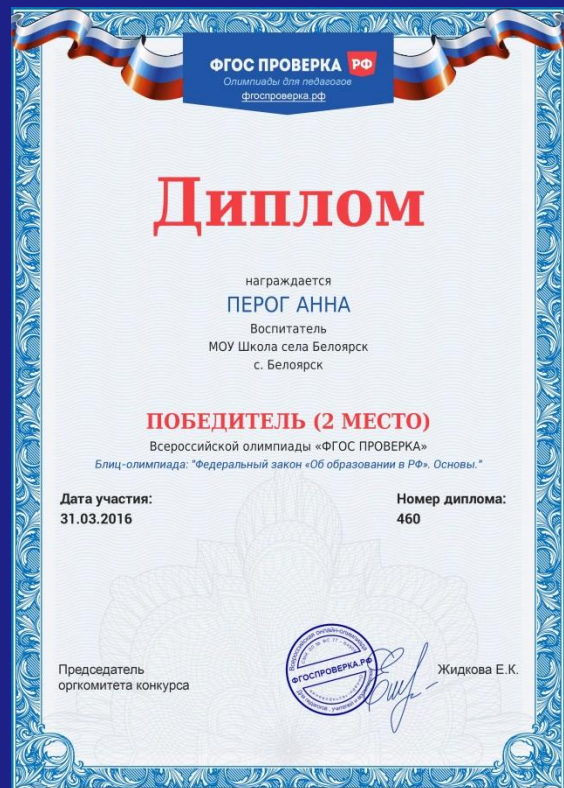 ФГОС ПРОВЕРКА РФ
Олимпиады для педагогов
фгоспроверка.рф
Диплом
награждается
ПЕРОГ АННА
Воспитатель
МОУ Школа села Белоярск
с. Белоярск
ПОБЕДИТЕЛЬ (2 МЕСТО)
Всероссийской олимпиады «ФГОС ПРОВЕРКА»
Блиц-олимпиада: "Федеральный закон «Об образовании в РФ». Основы."
Дата участия:
31.03.2016
Номер диплома:
460
Председатель
оргкомитета конкурса
ФГОСПРОВЕРКА.РФ
Жидкова Е.К.